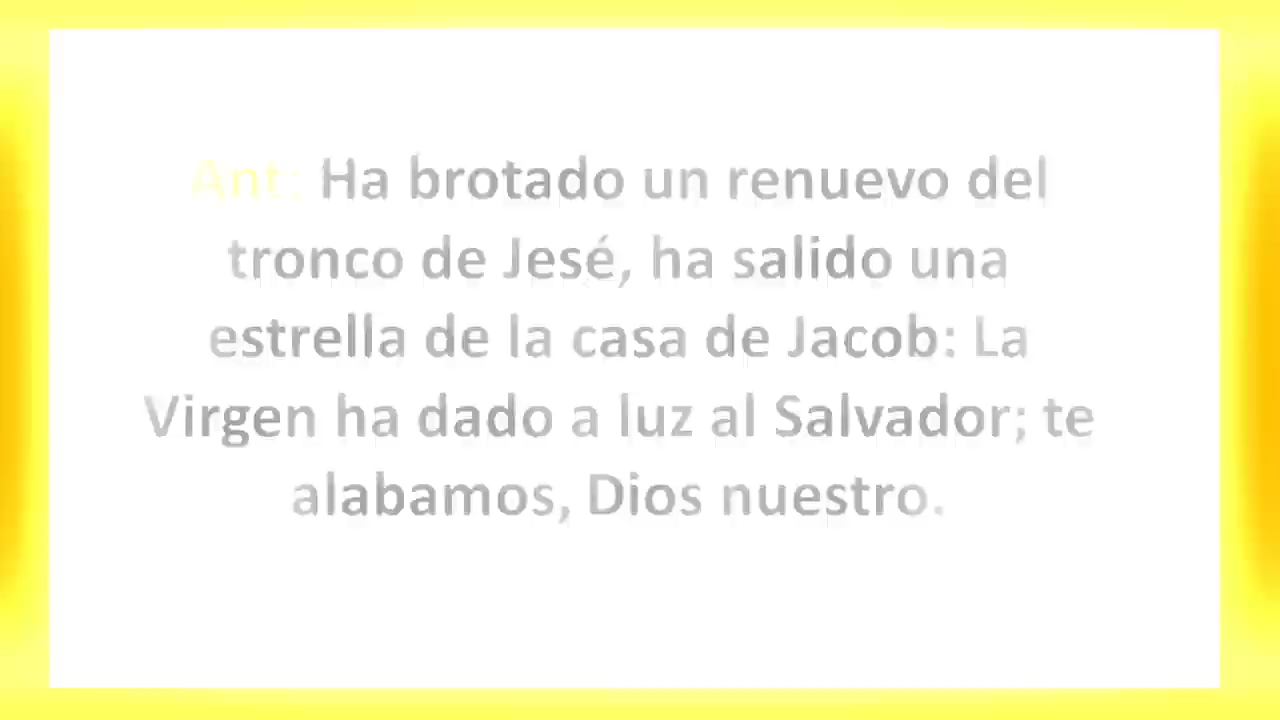 Ant: Ha brotado un renuevo del
tronco de Jesé, ha salido una
estrella de la casa de Jacob: La
Virgen ha dado a luz al Salvador; te
alabamos, Dios nuestro.